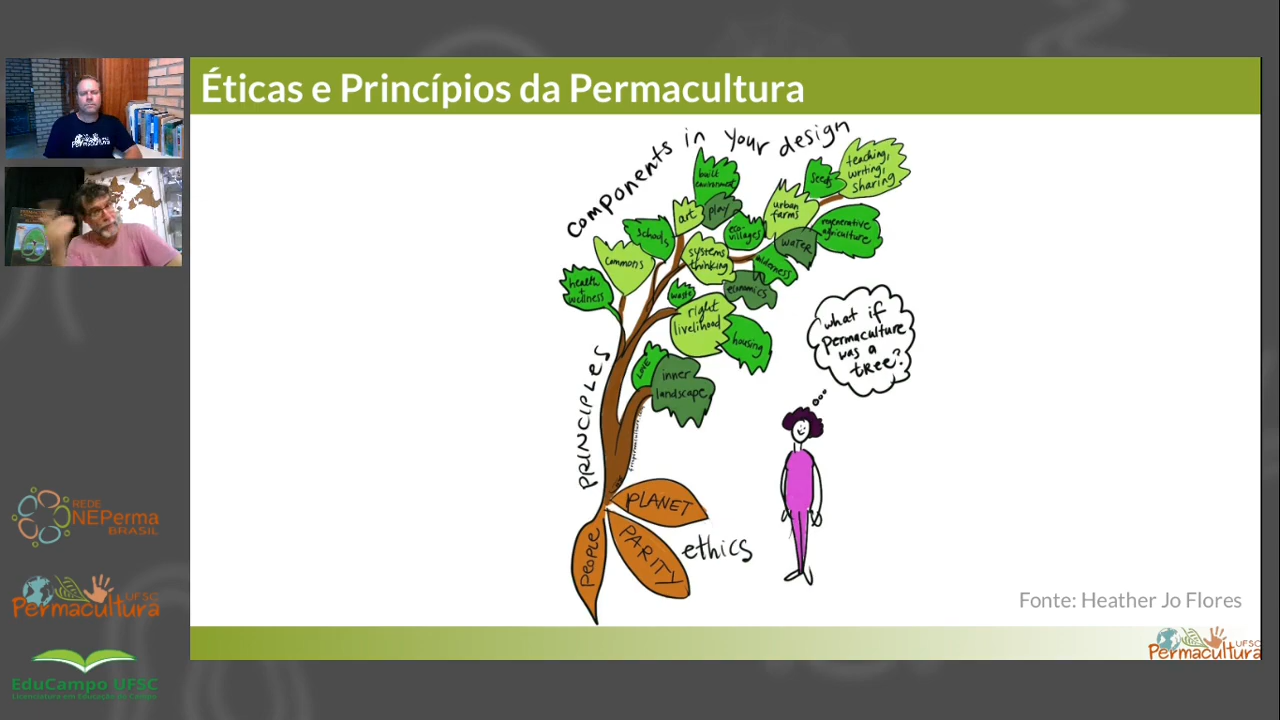 Éticas e Princípios da Permacultura
components in your design
built
environment
art
play
schools
commons
health
+
wellness
systems
thinking
eco-
villages
urban
farms
seeds
teaching,
writing,
sharing
regenerative
agriculture
water
wilderness
economics
waste
right
livelihood
housing
LOVE
inner
landscape
PRINCIPLES
PLANET
PARITY
PEOPLE
ethics
what if
permaculture
was a
tREE?
Fonte: Heather Jo Flores
UFSC
Permacultura
REDE
NEPerma
BRASIL
UFSC
Permacultura
EduCampo UFSC
Licenciatura em Educação do Campo